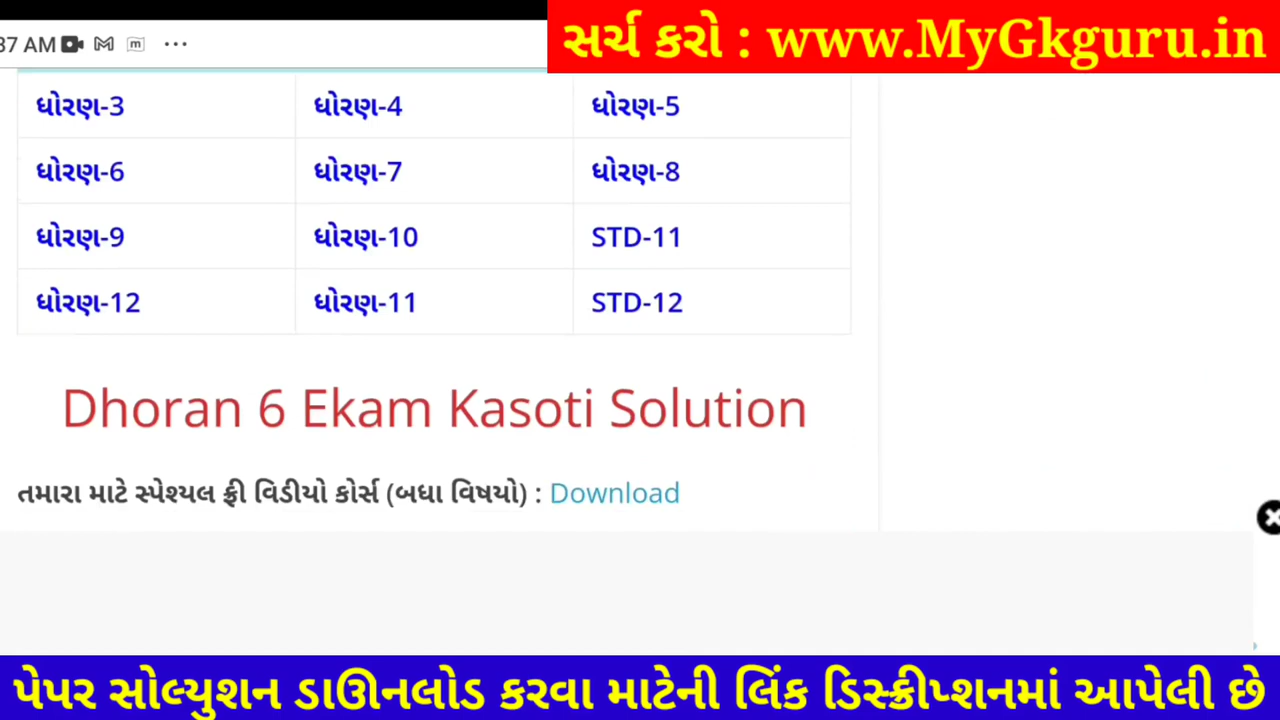 37 AM m ...
સર્ચ કરો : www.MyGkguru.in
ધોરણ-3 ધોરણ-4 ધોરણ-5
ધોરણ-6 ધોરણ-7 ધોરણ-8
ધોરણ-9 ધોરણ-10 STD-11
ધોરણ-12 ધોરણ-11 STD-12
Dhoran 6 Ekam Kasoti Solution
તમારા માટે સ્પેશ્યલ ફ્રી વિડીયો કોર્સ (બધા વિષયો) : Download
પેપર સોલ્યુશન ડાઊનલોડ કરવા માટેની લિંક ડિસ્ક્રીપ્શનમાં આપેલી છે